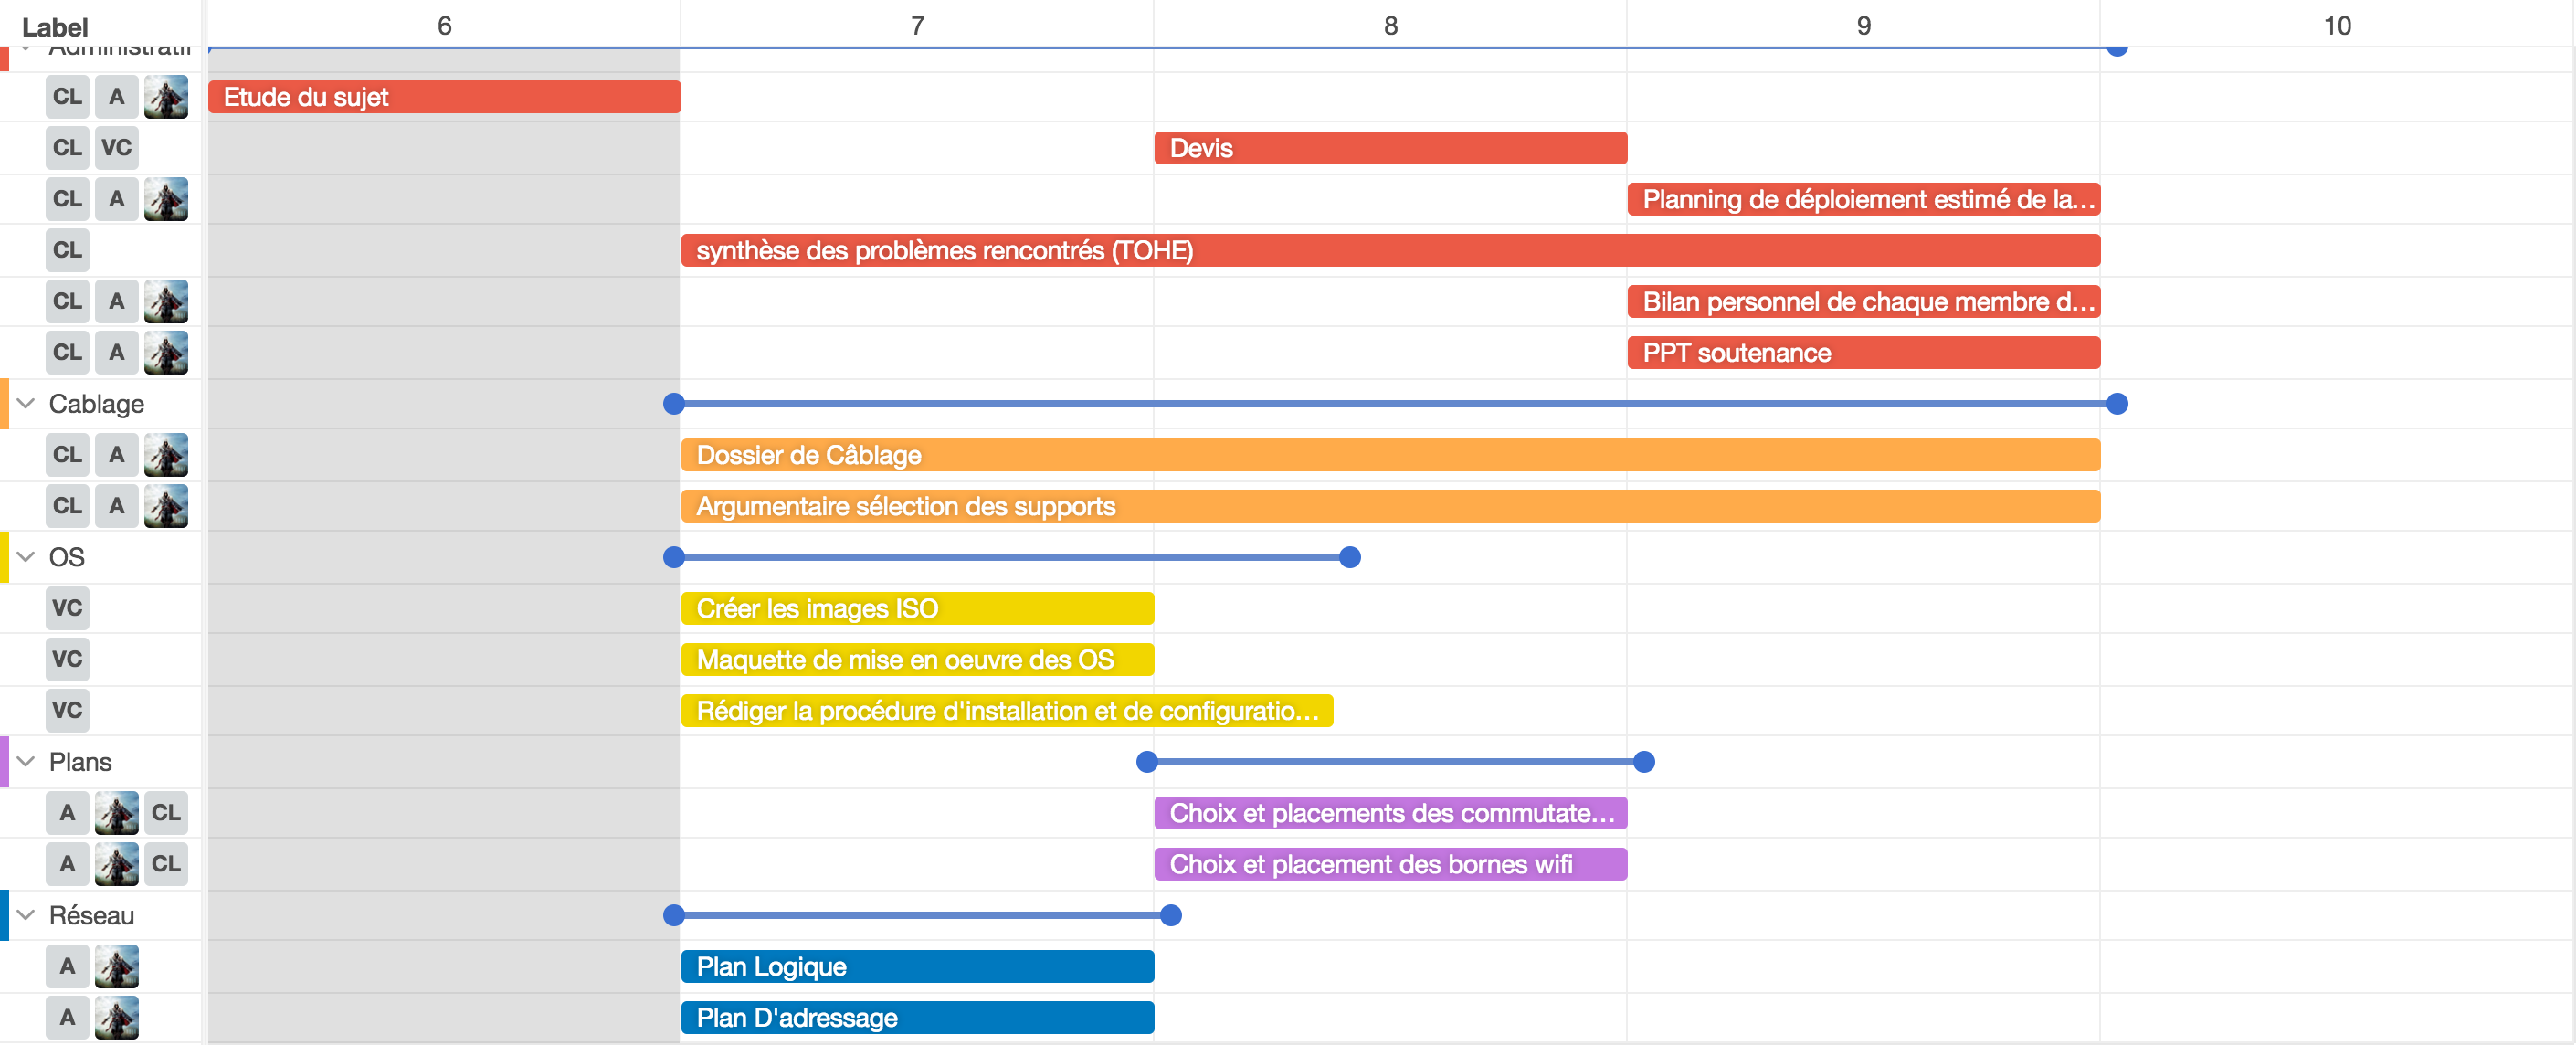 Label 6 7 8 9 10
Administratif
CL A Etude du sujet
CL VC Devis
CL A Planning de déploiement estimé de la...
CL synthèse des problèmes rencontrés (TOHE)
CL A Bilan personnel de chaque membre d...
CL A PPT soutenance
Cablage
CL A Dossier de Câblage
CL A Argumentaire sélection des supports
OS
VC Créer les images ISO
VC Maquette de mise en oeuvre des OS
VC Rédiger la procédure d'installation et de configuratio...
Plans
A CL Choix et placements des commutate...
A CL Choix et placement des bornes wifi
Réseau
A Plan Logique
A Plan D'adressage